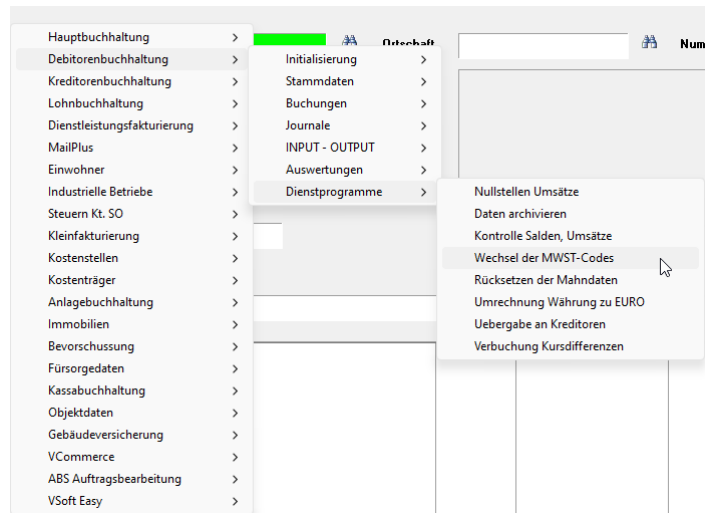 Hauptbuchhaltung
Debitorenbuchhaltung
Kreditorenbuchhaltung
Lohnbuchhaltung
Dienstleistungsfakturierung
MailPlus
Einwohner
Industrielle Betriebe
Steuern Kt. SO
Kleinfakturierung
Kostenstellen
Kostenträger
Anlagebuchhaltung
Immobilien
Bevorschussung
Fürsorgedaten
Kassabuchhaltung
Objektdaten
Gebäudeversicherung
VCommerce
ABS Auftragsbearbeitung
VSoft Easy
Ortschaft
Num
Initialisierung
Stammdaten
Buchungen
Journale
INPUT - OUTPUT
Auswertungen
Dienstprogramme
Nullstellen Umsätze
Daten archivieren
Kontrolle Salden, Umsätze
Wechsel der MWST-Codes
Rücksetzen der Mahndaten
Umrechnung Währung zu EURO
Uebergabe an Kreditoren
Verbuchung Kursdifferenzen